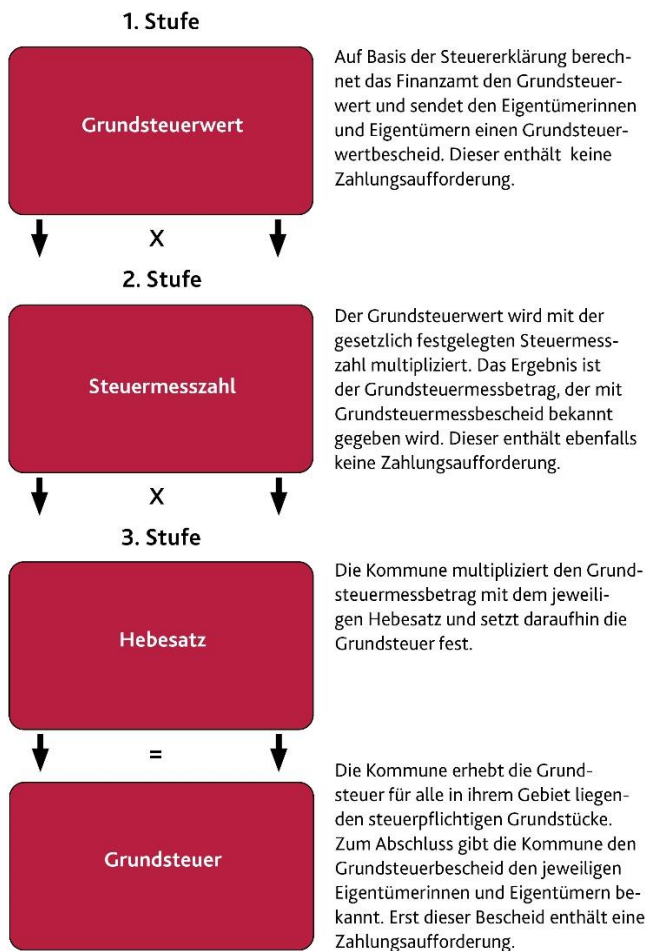 1. Stufe
Grundsteuerwert
Auf Basis der Steuererklärung berech-
net das Finanzamt den Grundsteuer-
wert und sendet den Eigentümerinnen
und Eigentümern einen Grundsteuer-
wertbescheid. Dieser enthält keine
Zahlungsaufforderung.
X
2. Stufe
Steuermesszahl
Der Grundsteuerwert wird mit der
gesetzlich festgelegten Steuermess-
zahl multipliziert. Das Ergebnis ist
der Grundsteuermessbetrag, der mit
Grundsteuermessbescheid bekannt
gegeben wird. Dieser enthält ebenfalls
keine Zahlungsaufforderung.
X
3. Stufe
Hebesatz
Die Kommune multipliziert den Grund-
steuermessbetrag mit dem jeweili-
gen Hebesatz und setzt daraufhin die
Grundsteuer fest.
=
Grundsteuer
Die Kommune erhebt die Grund-
steuer für alle in ihrem Gebiet liegen-
den steuerpflichtigen Grundstücke.
Zum Abschluss gibt die Kommune den
Grundsteuerbescheid den jeweiligen
Eigentümerinnen und Eigentümern be-
kannt. Erst dieser Bescheid enthält eine
Zahlungsaufforderung.